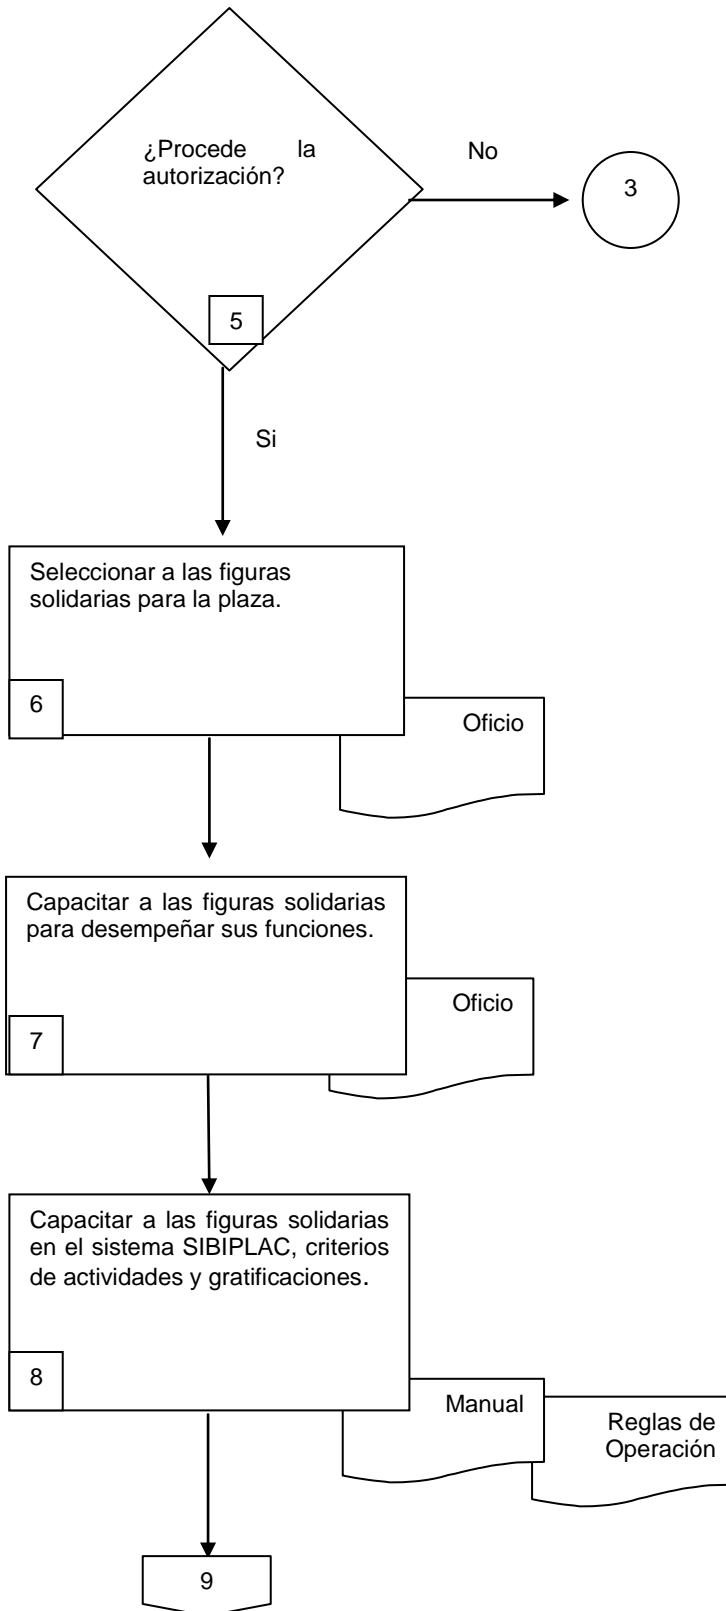 ¿Procede la
autorización?
No
3
5
Si
Seleccionar a las figuras
solidarias para la plaza.
6
Oficio
Capacitar a las figuras solidarias
para desempeñar sus funciones.
7
Oficio
Capacitar a las figuras solidarias
en el sistema SIBIPLAC, criterios
de actividades y gratificaciones.
8
Manual
Reglas de
Operación
9